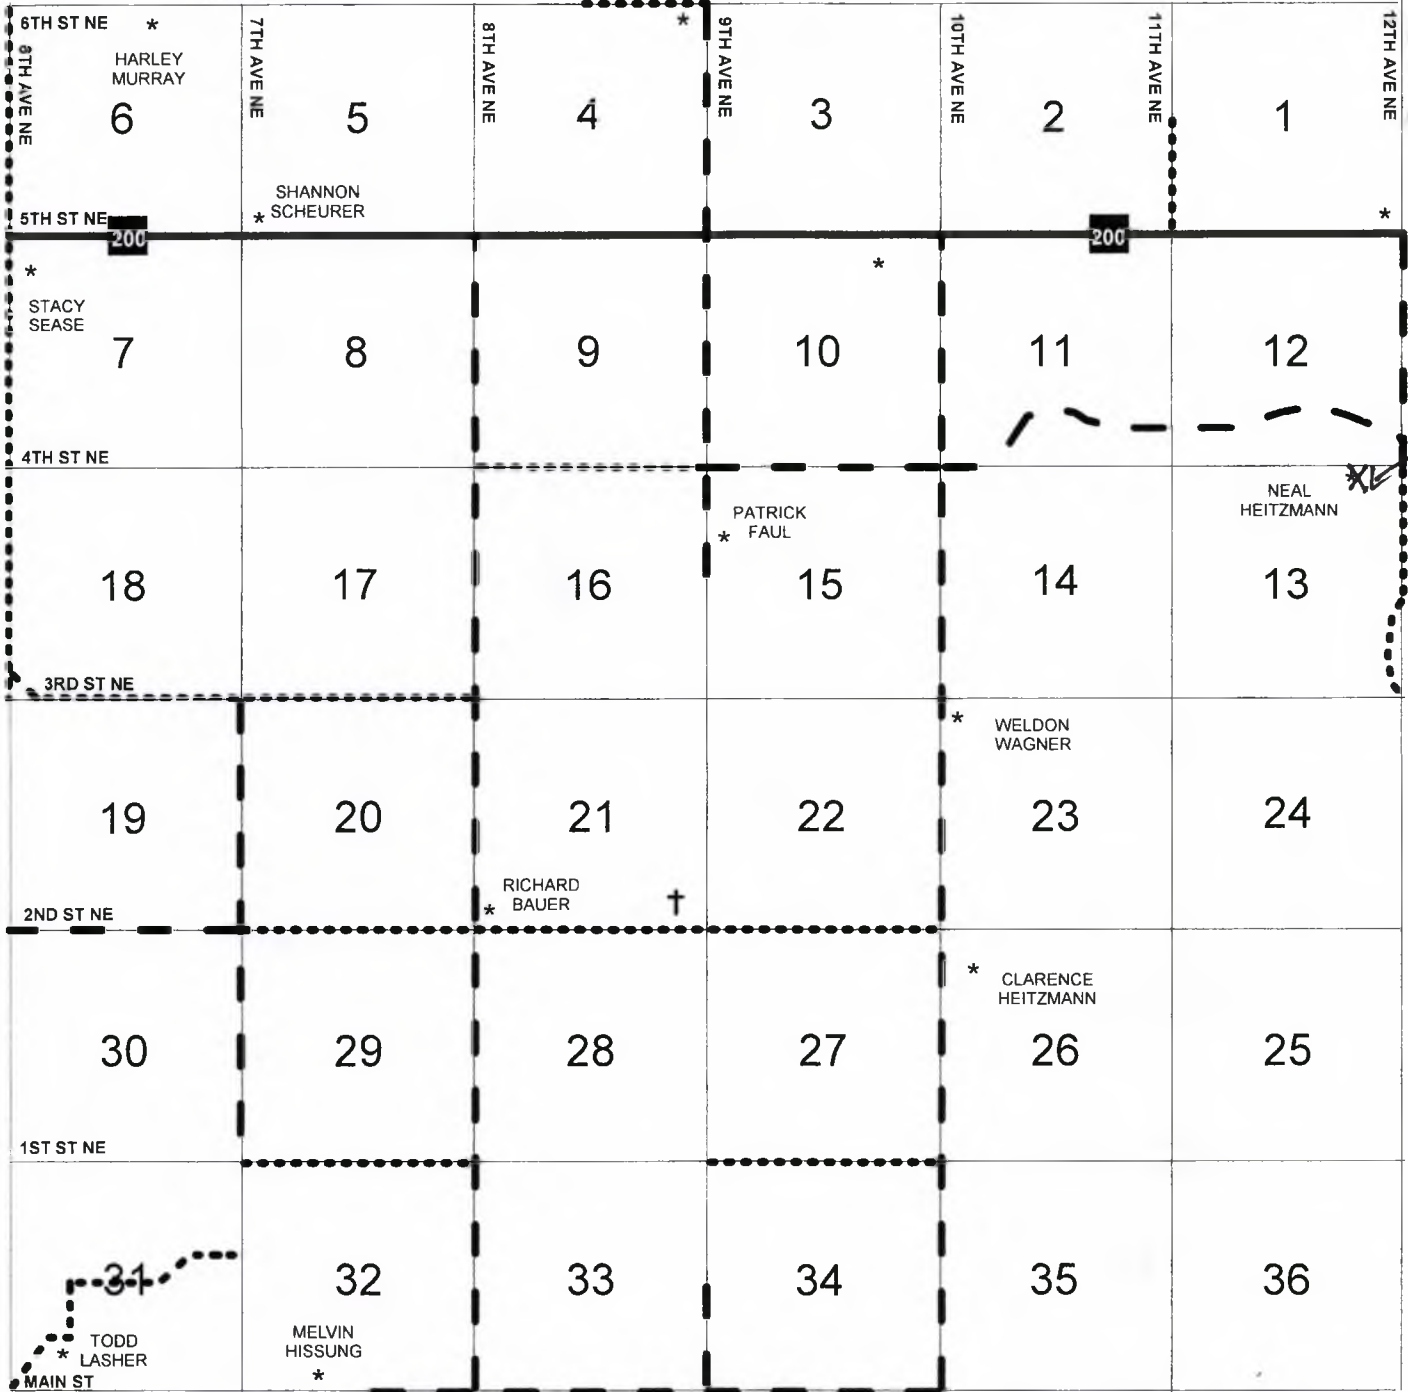 6TH ST NE *
*
HARLEY
MURRAY
6TH AVE NE
7TH AVE NE
8TH AVE NE
9TH AVE NE
10TH AVE NE
11TH AVE NE
12TH AVE NE
6
5
4
3
2
1
SHANNON
* SCHEURER
5TH ST NE
*
200
200
*
*
STACY
SEASE
7
8
9
10
11
12
4TH ST NE
NEAL
HEITZMANN
PATRICK
* FAUL
18
17
16
15
14
13
3RD ST NE
* WELDON
WAGNER
19
20
21
22
23
24
RICHARD
* BAUER
†
2ND ST NE
* CLARENCE
HEITZMANN
30
29
28
27
26
25
1ST ST NE
31
32
33
34
35
36
TODD
* LASHER
MELVIN
HISSUNG
*
MAIN ST